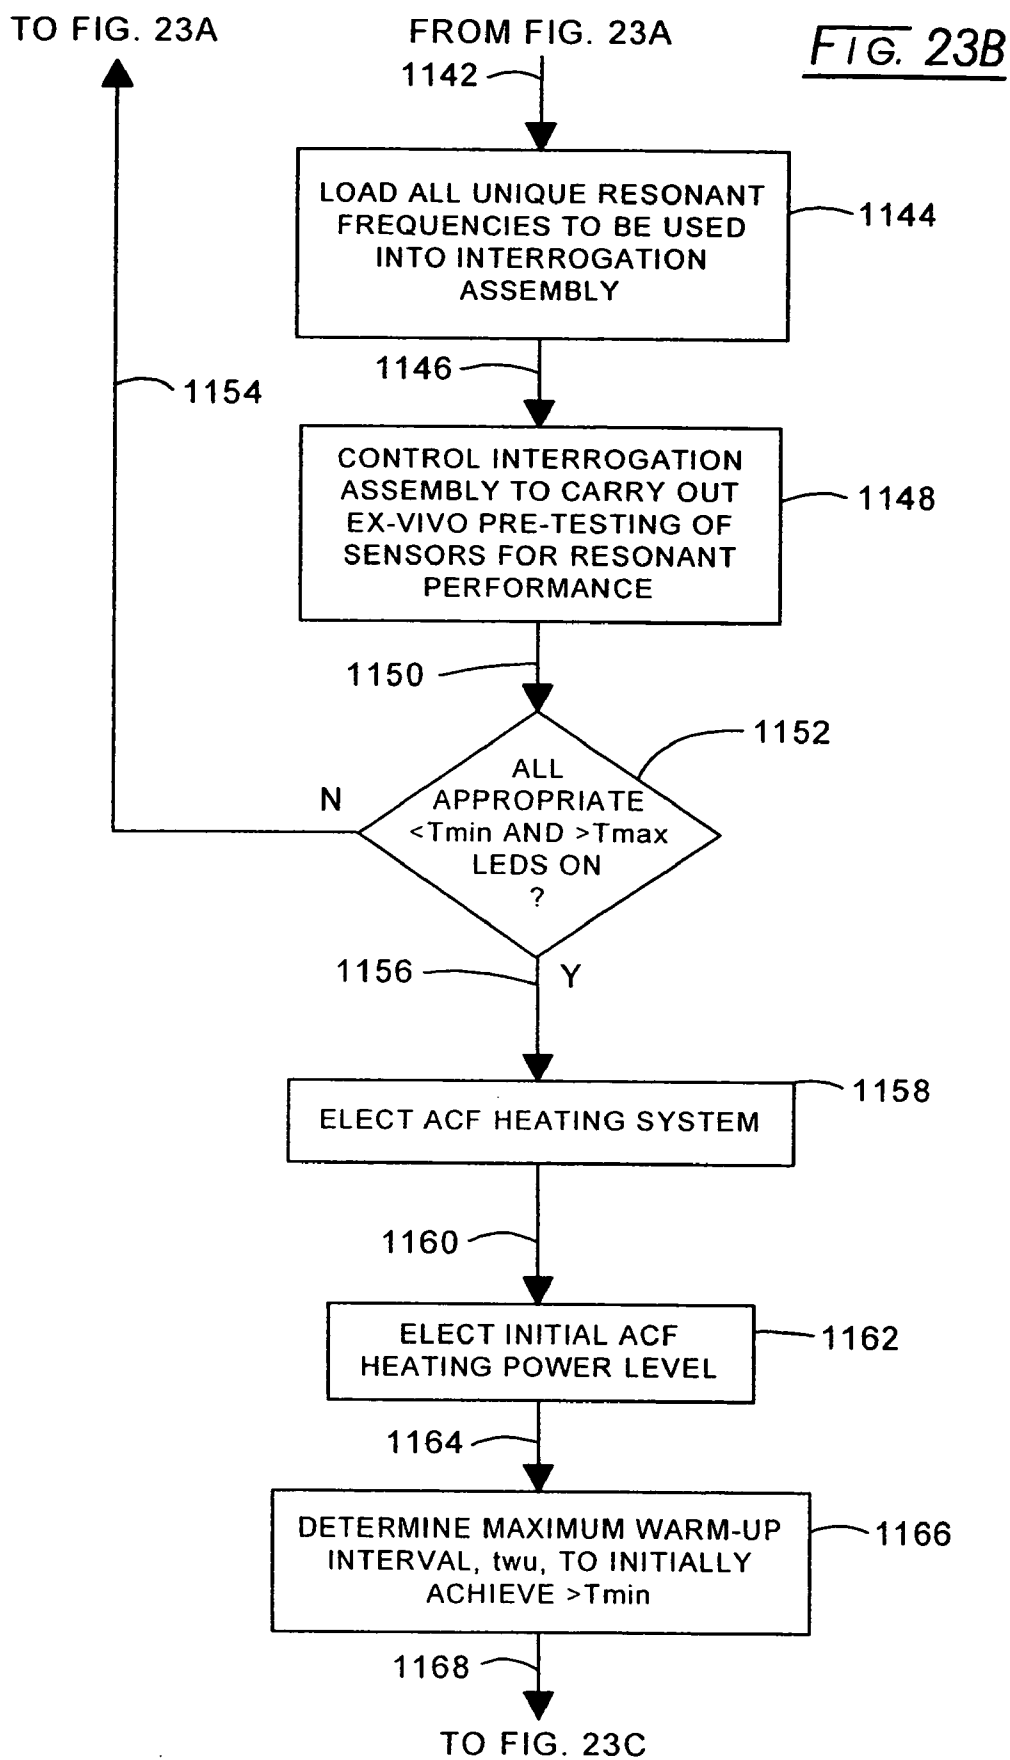 TO FIG. 23A
FROM FIG. 23A
FIG. 23B
1142
LOAD ALL UNIQUE RESONANT
FREQUENCIES TO BE USED
INTO INTERROGATION
ASSEMBLY
1144
1146
1154
CONTROL INTERROGATION
ASSEMBLY TO CARRY OUT
EX-VIVO PRE-TESTING OF
SENSORS FOR RESONANT
PERFORMANCE
1148
1150
1152
ALL
APPROPRIATE
<Tmin AND >Tmax
LEDS ON
?
N
1156
Y
ELECT ACF HEATING SYSTEM
1158
1160
ELECT INITIAL ACF
HEATING POWER LEVEL
1162
1164
DETERMINE MAXIMUM WARM-UP
INTERVAL, twu, TO INITIALLY
ACHIEVE >Tmin
1166
1168
TO FIG. 23C